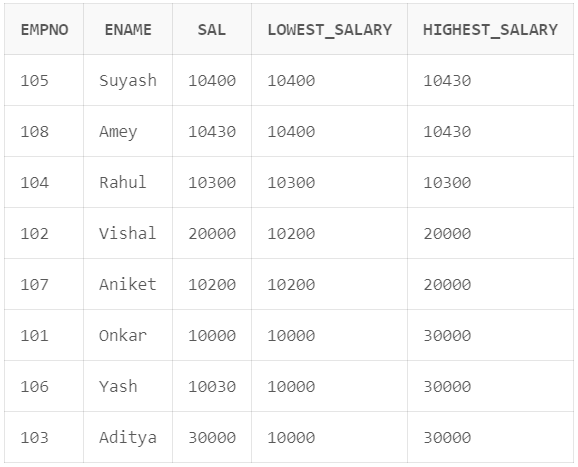 EMPNO ENAME SAL LOWEST_SALARY HIGHEST_SALARY
105 Suyash 10400 10400 10430
108 Amey 10430 10400 10430
104 Rahul 10300 10300 10300
102 Vishal 20000 10200 20000
107 Aniket 10200 10200 20000
101 Onkar 10000 10000 30000
106 Yash 10030 10000 30000
103 Aditya 30000 10000 30000